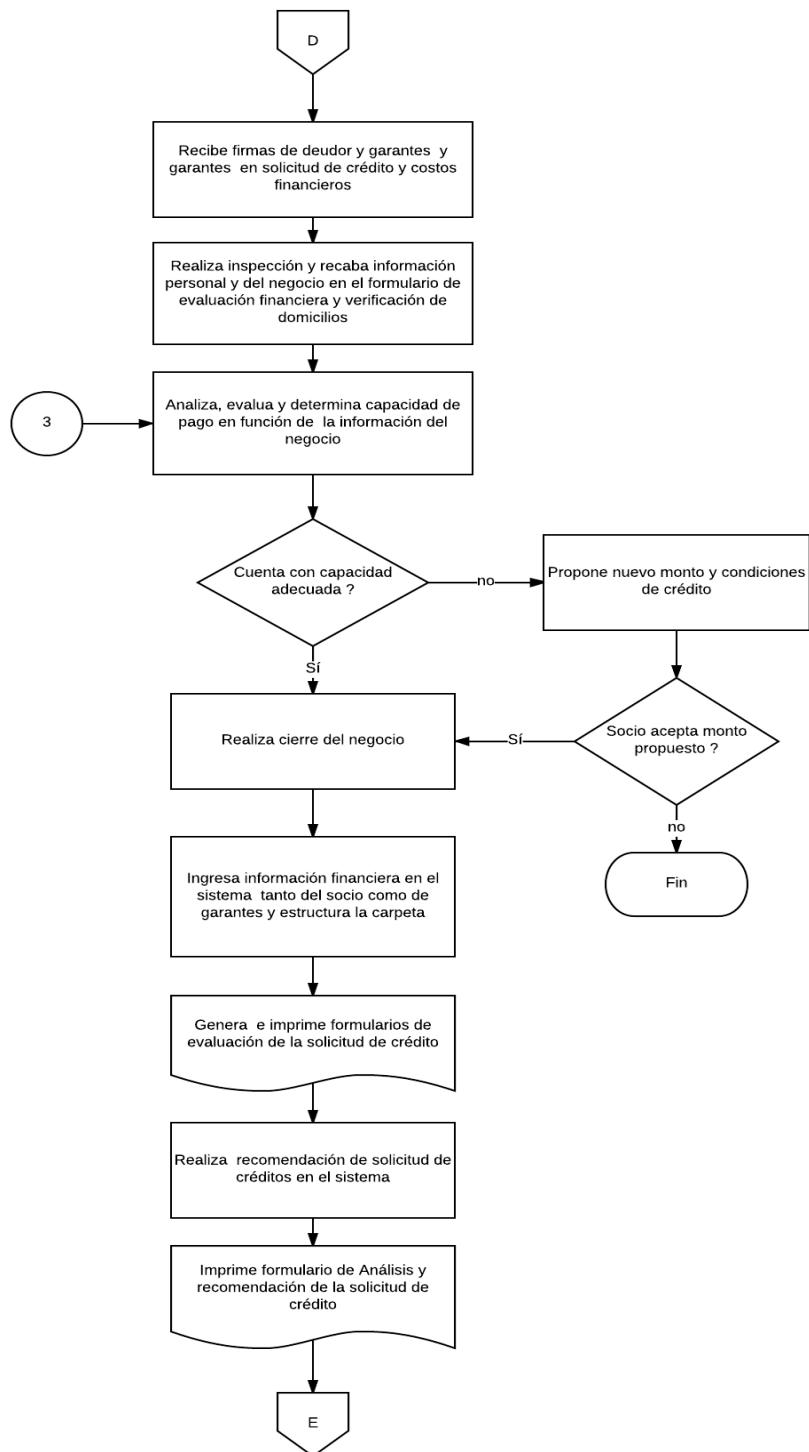 D
Recibe firmas de deudor y garantes y
garantes en solicitud de crédito y costos
financieros
Realiza inspección y recaba información
personal y del negocio en el formulario de
evaluación financiera y verificación de
domicilios
3
Analiza, evalua y determina capacidad de
pago en función de la información del
negocio
Cuenta con capacidad
adecuada ?
no
Propone nuevo monto y condiciones
de crédito
Sí
Realiza cierre del negocio
Sí
Socio acepta monto
propuesto ?
no
Fin
Ingresa información financiera en el
sistema tanto del socio como de
garantes y estructura la carpeta
Genera e imprime formularios de
evaluación de la solicitud de crédito
Realiza recomendación de solicitud de
créditos en el sistema
Imprime formulario de Análisis y
recomendación de la solicitud de
crédito
E